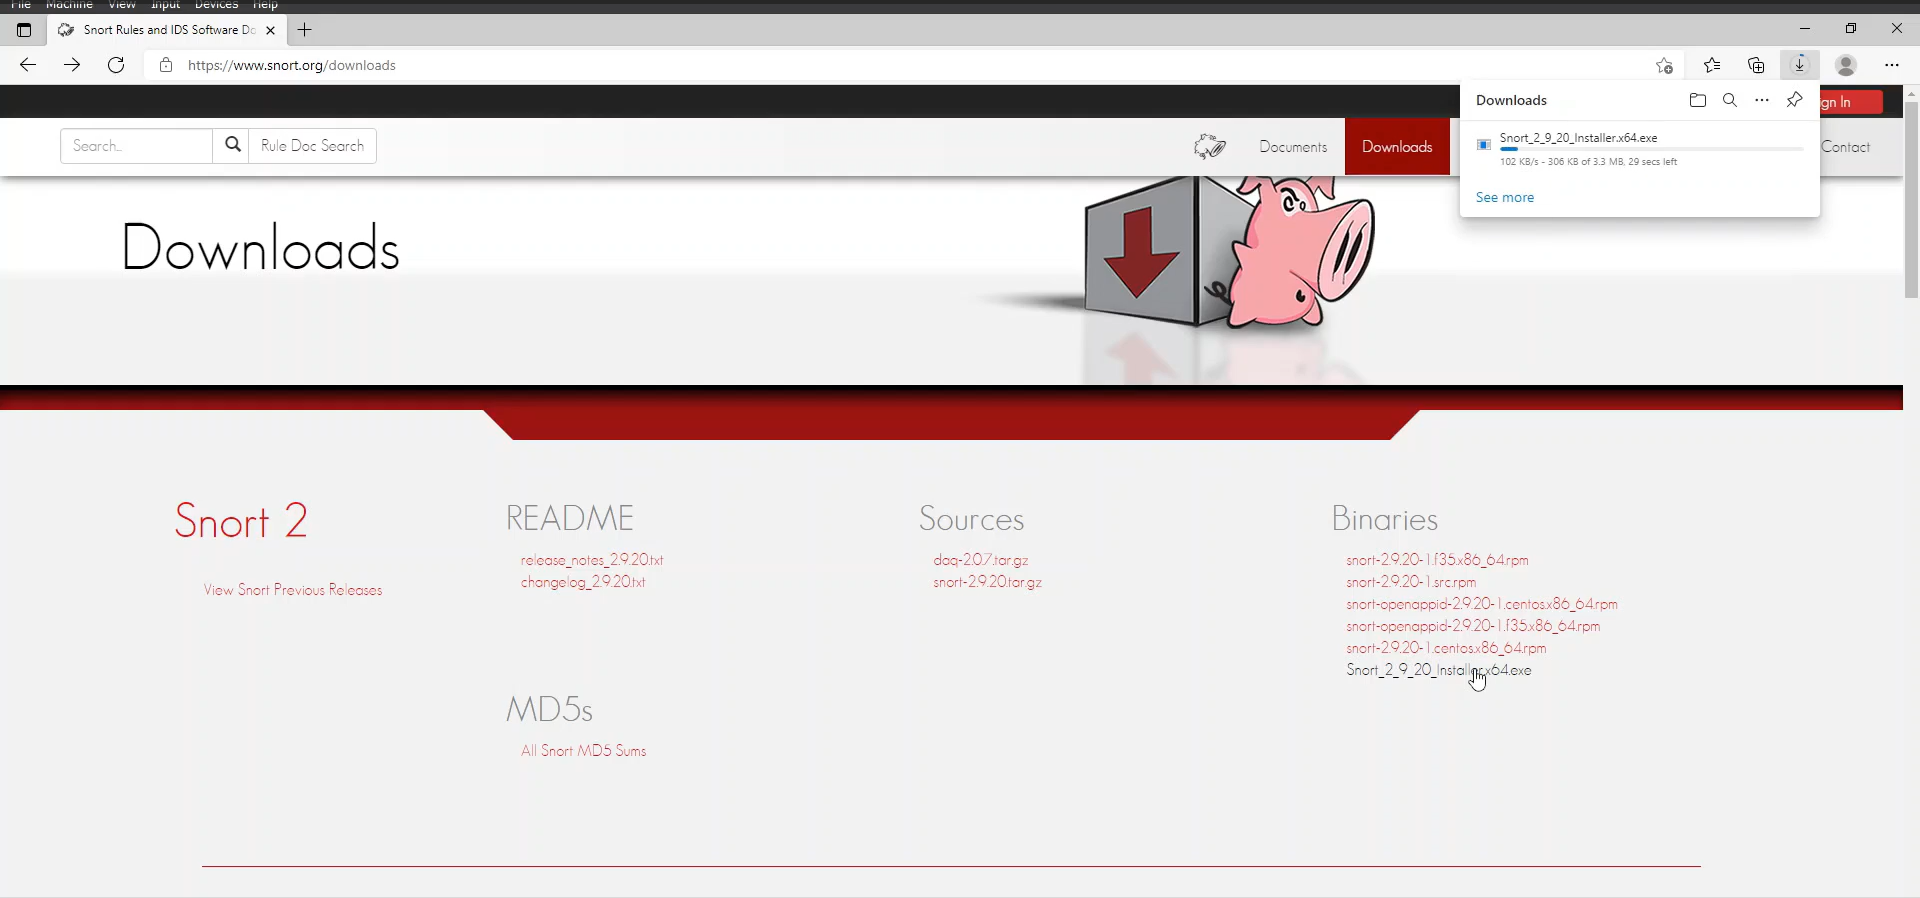 File Machine View Input Devices Help
Snort Rules and IDS Software Do
https://www.snort.org/downloads
Downloads
gn In
Search...
Rule Doc Search
Documents
Downloads
Snort_2_9_20_Installer.x64.exe
Contact
102 KB/s - 306 KB of 3.3 MB, 29 secs left
See more
Downloads
Snort 2
View Snort Previous Releases
README
release_notes_2.9.20.txt
changelog_2.9.20.txt
Sources
daq-2.0.7.tar.gz
snort-2.9.20.tar.gz
Binaries
snort-2.9.20-1.f35.x86_64.rpm
snort-2.9.20-1.src.rpm
snort-openappid-2.9.20-1.centos.x86_64.rpm
snort-openappid-2.9.20-1.f35.x86_64.rpm
snort-2.9.20-1.centos.x86_64.rpm
Snort_2_9_20_Installer.x64.exe
MD5s
All Snort MD5 Sums